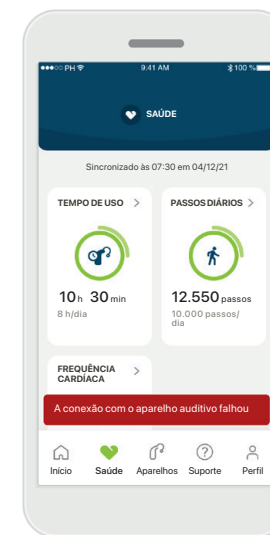 PH 9:41 AM 100 %
SAÚDE
Sincronizado às 07:30 em 04/12/21
TEMPO DE USO >
10h 30 min
8 h/dia
PASSOS DIÁRIOS >
12.550 passos
10.000 passos/
dia
FREQUÊNCIA
CARDÍACA >
A conexão com o aparelho auditivo falhou
Início Saúde Aparelhos Suporte Perfil